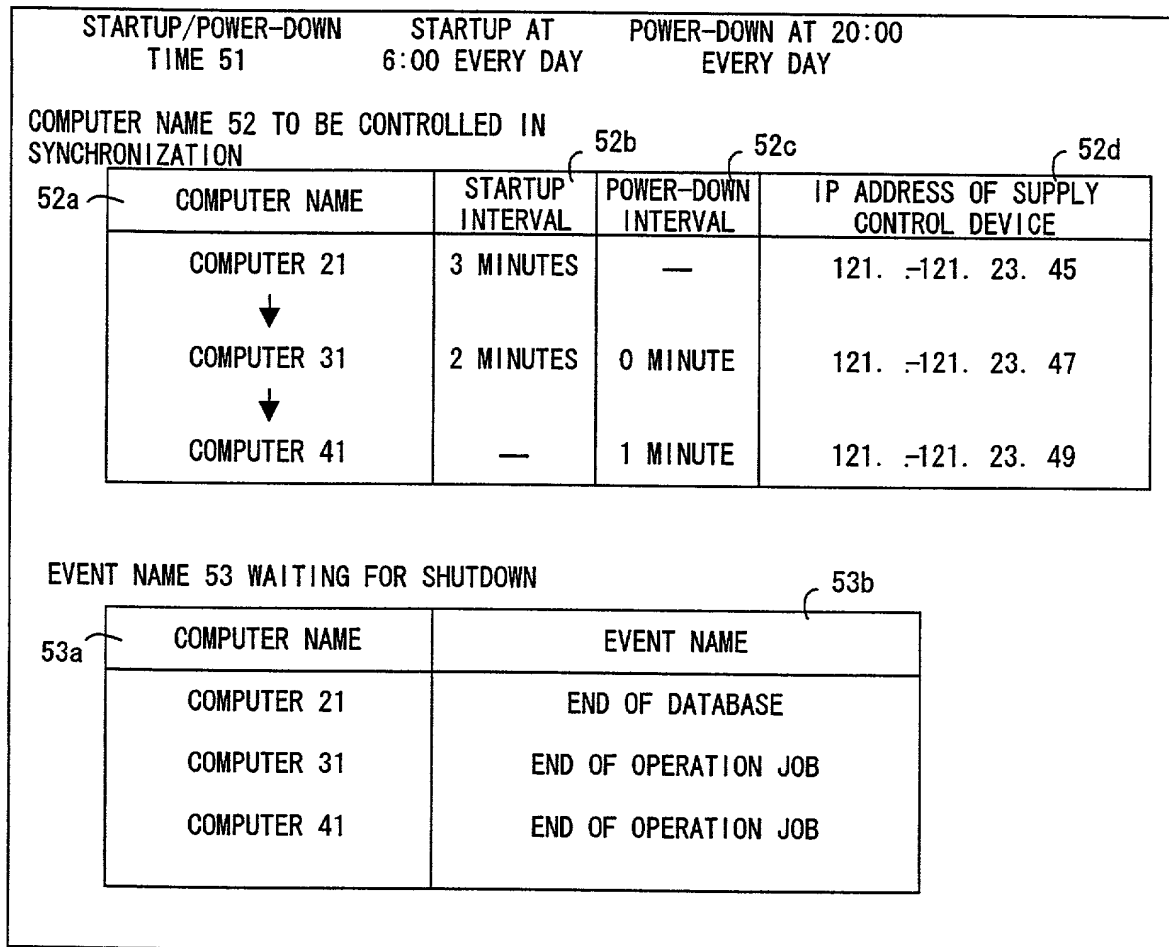 STARTUP/POWER-DOWN TIME 51 STARTUP AT 6:00 EVERY DAY POWER-DOWN AT 20:00 EVERY DAY
COMPUTER NAME 52 TO BE CONTROLLED IN
SYNCHRONIZATION
52b 52c 52d
52a COMPUTER NAME STARTUP INTERVAL POWER-DOWN INTERVAL IP ADDRESS OF SUPPLY CONTROL DEVICE
COMPUTER 21 3 MINUTES — 121. .-121. 23. 45
COMPUTER 31 2 MINUTES 0 MINUTE 121. .-121. 23. 47
COMPUTER 41 — 1 MINUTE 121. .-121. 23. 49
EVENT NAME 53 WAITING FOR SHUTDOWN
53b
53a COMPUTER NAME EVENT NAME
COMPUTER 21 END OF DATABASE
COMPUTER 31 END OF OPERATION JOB
COMPUTER 41 END OF OPERATION JOB